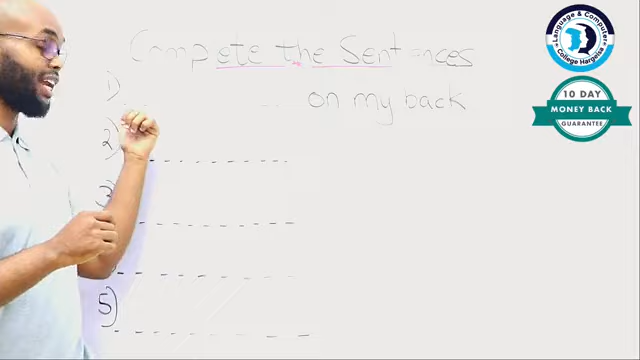 Complete the Sentences
1) on my back
2)
3)
5)
Language & Computer
College Hargeisa
10 DAY
MONEY BACK
GUARANTEE